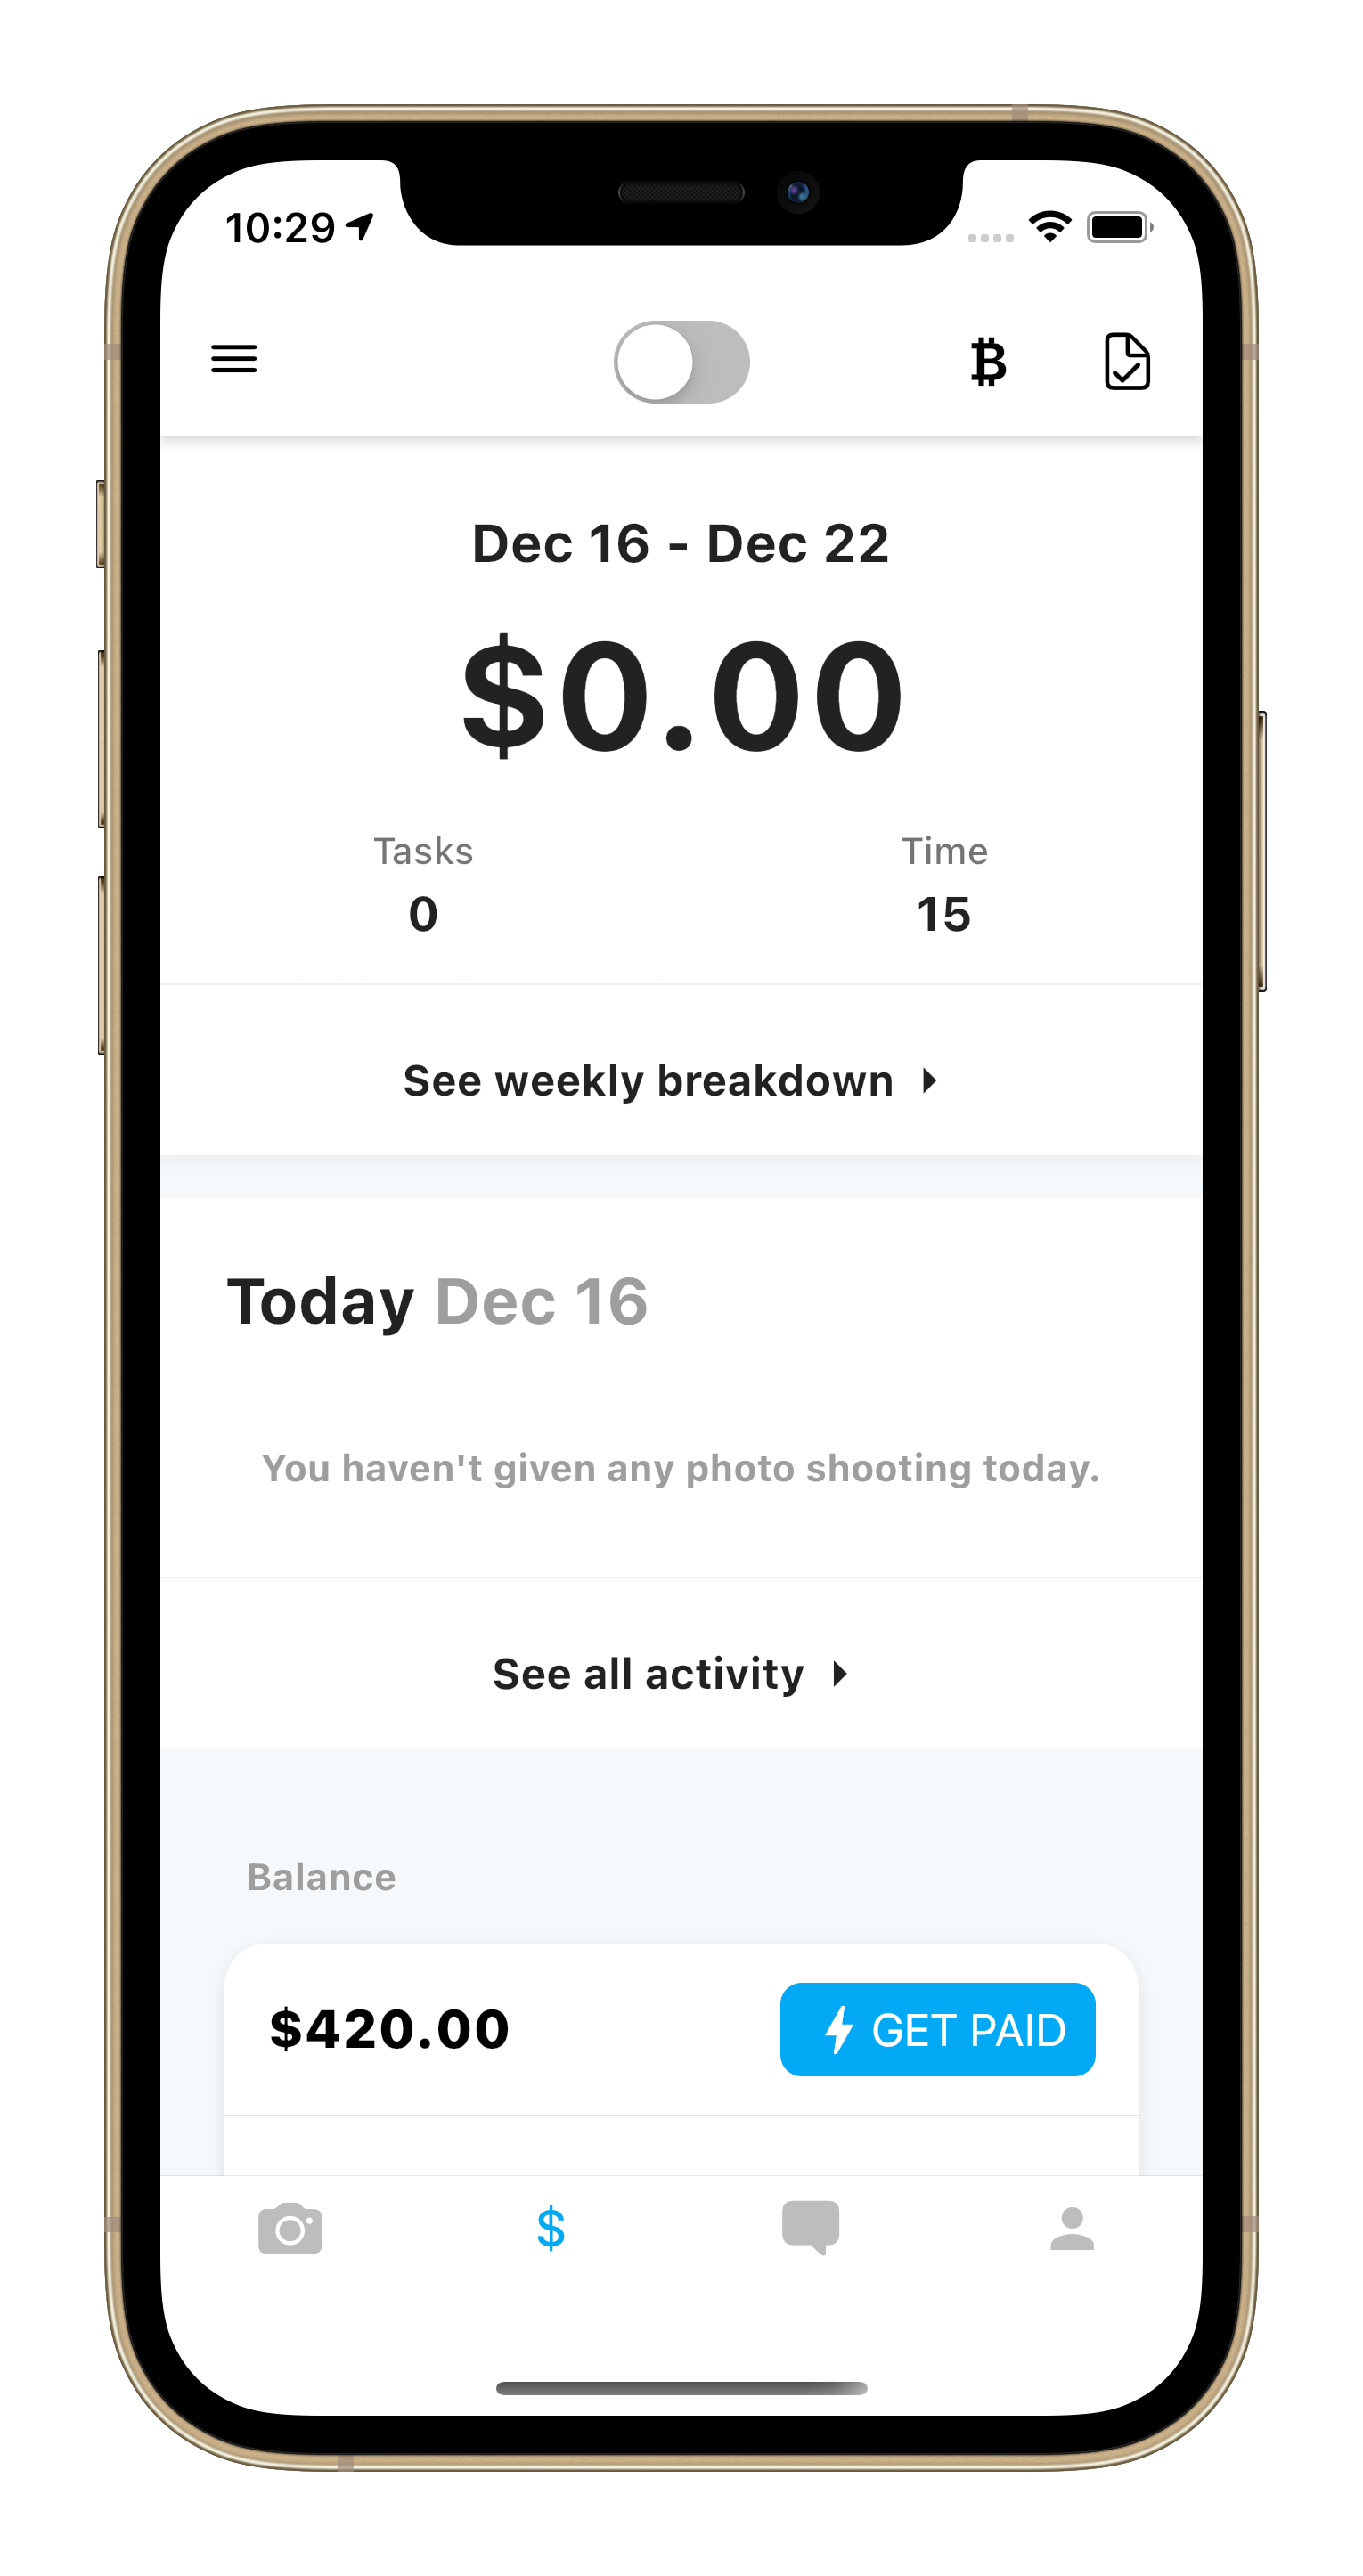 10:29
Dec 16 - Dec 22
$0.00
Tasks Time
0 15
See weekly breakdown
Today Dec 16
You haven't given any photo shooting today.
See all activity
Balance
$420.00 GET PAID
$